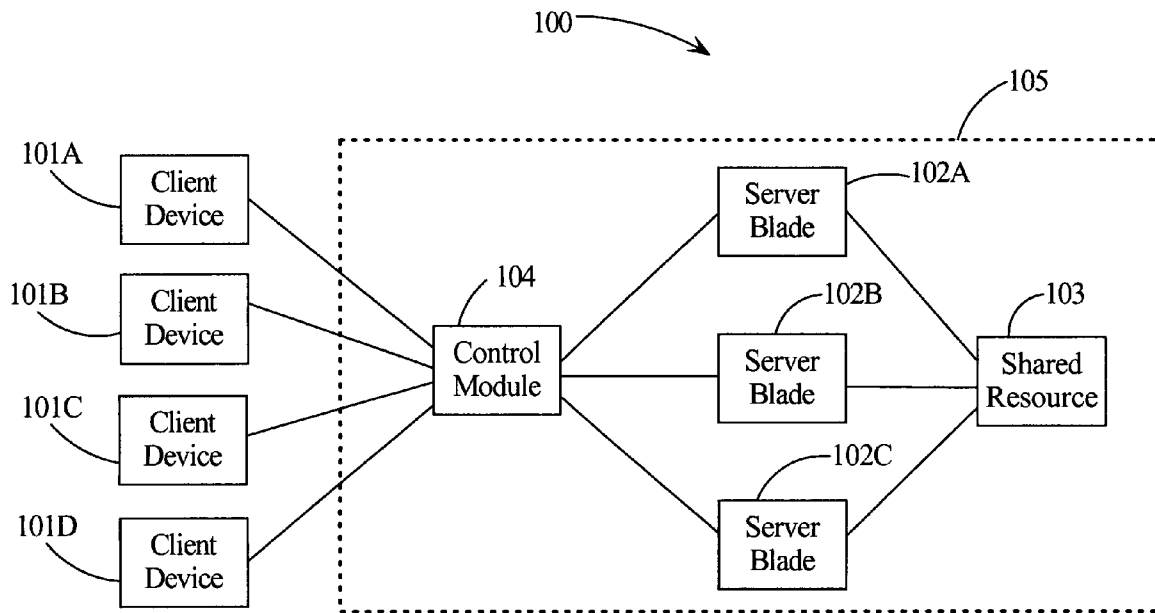 100
105
101A
Client
Device
101B
Client
Device
101C
Client
Device
101D
Client
Device
104
Control
Module
102A
Server
Blade
102B
Server
Blade
102C
Server
Blade
103
Shared
Resource